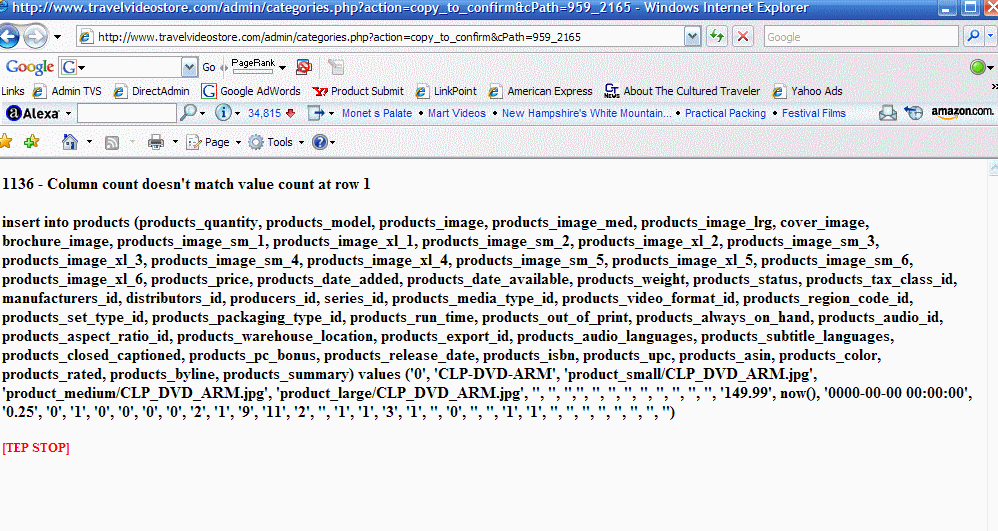 http://www.travelvideostore.com/admin/categories.php?action=copy_to_confirm&cPath=959_2165 - Windows Internet Explorer
http://www.travelvideostore.com/admin/categories.php?action=copy_to_confirm&cPath=959_2165 Google
Google G Go PageRank
Links Admin TVS DirectAdmin Google AdWords Product Submit LinkPoint American Express About The Cultured Traveler Yahoo Ads
Alexa 34,815 Monet s Palate • Mart Videos • New Hampshire's White Mountain... • Practical Packing • Festival Films amazon.com.
Page Tools
1136 - Column count doesn't match value count at row 1
insert into products (products_quantity, products_model, products_image, products_image_med, products_image_lrg, cover_image,
brochure_image, products_image_sm_1, products_image_xl_1, products_image_sm_2, products_image_xl_2, products_image_sm_3,
products_image_xl_3, products_image_sm_4, products_image_xl_4, products_image_sm_5, products_image_xl_5, products_image_sm_6,
products_image_xl_6, products_price, products_date_added, products_date_available, products_weight, products_status, products_tax_class_id,
manufacturers_id, distributors_id, producers_id, series_id, products_media_type_id, products_video_format_id, products_region_code_id,
products_set_type_id, products_packaging_type_id, products_run_time, products_out_of_print, products_always_on_hand, products_audio_id,
products_aspect_ratio_id, products_warehouse_location, products_export_id, products_audio_languages, products_subtitle_languages,
products_closed_captioned, products_pc_bonus, products_release_date, products_isbn, products_upc, products_asin, products_color,
products_rated, products_byline, products_summary) values ('0', 'CLP-DVD-ARM', 'product_small/CLP_DVD_ARM.jpg',
'product_medium/CLP_DVD_ARM.jpg', 'product_large/CLP_DVD_ARM.jpg', '', '', '','', '', '', '', '', '', '', '', '', '', '149.99', now(), '0000-00-00 00:00:00',
'0.25', '0', '1', '0', '0', '0', '0', '2', '1', '9', '11', '2', '', '1', '1', '3', '1', '', '0', '', '', '1', '1', '', '', '', '', '', '', '', '')
[TEP STOP]